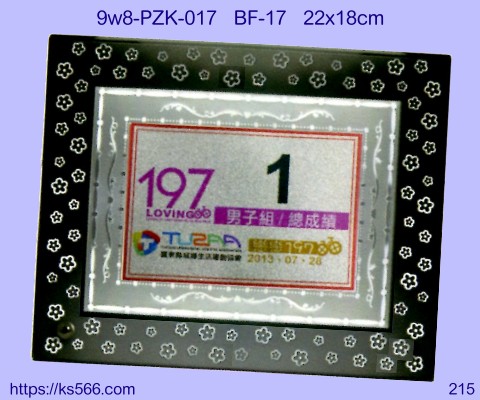 9w8-PZK-017 BF-17 22x18cm
1
197
LOVING
男子組/總成績
TUZAA
2013·07·28
https://ks566.com
215